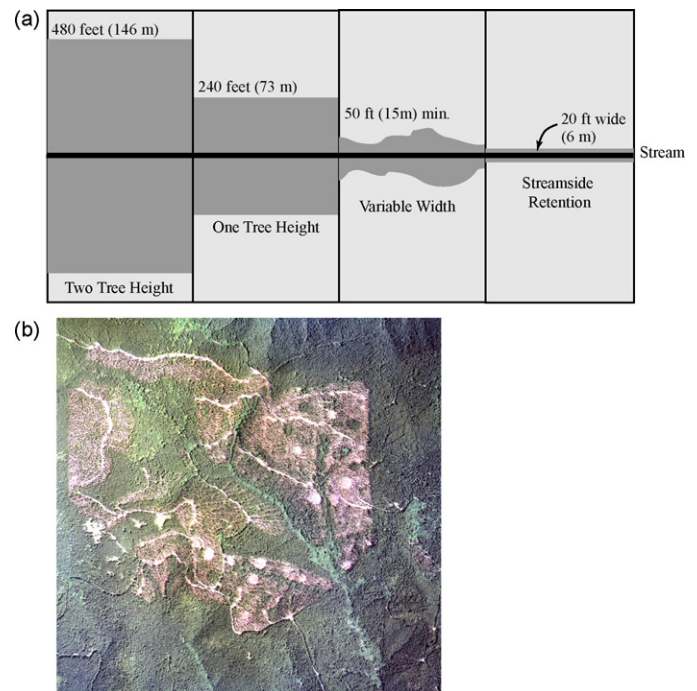 (a)
480 feet (146 m)
240 feet (73 m)
50 ft (15m) min.
20 ft wide
(6 m)
Stream
Two Tree Height
One Tree Height
Variable Width
Streamside
Retention
(b)